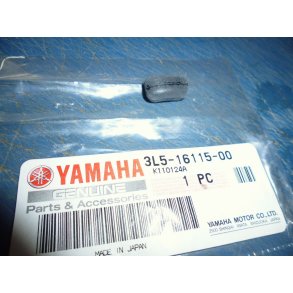 YAMAHA 3L5-16115-00
K110124A
GENUINE 1 PC
Parts & Accessories
YAMAHA MOTOR CO.,LTD.
MADE IN JAPAN